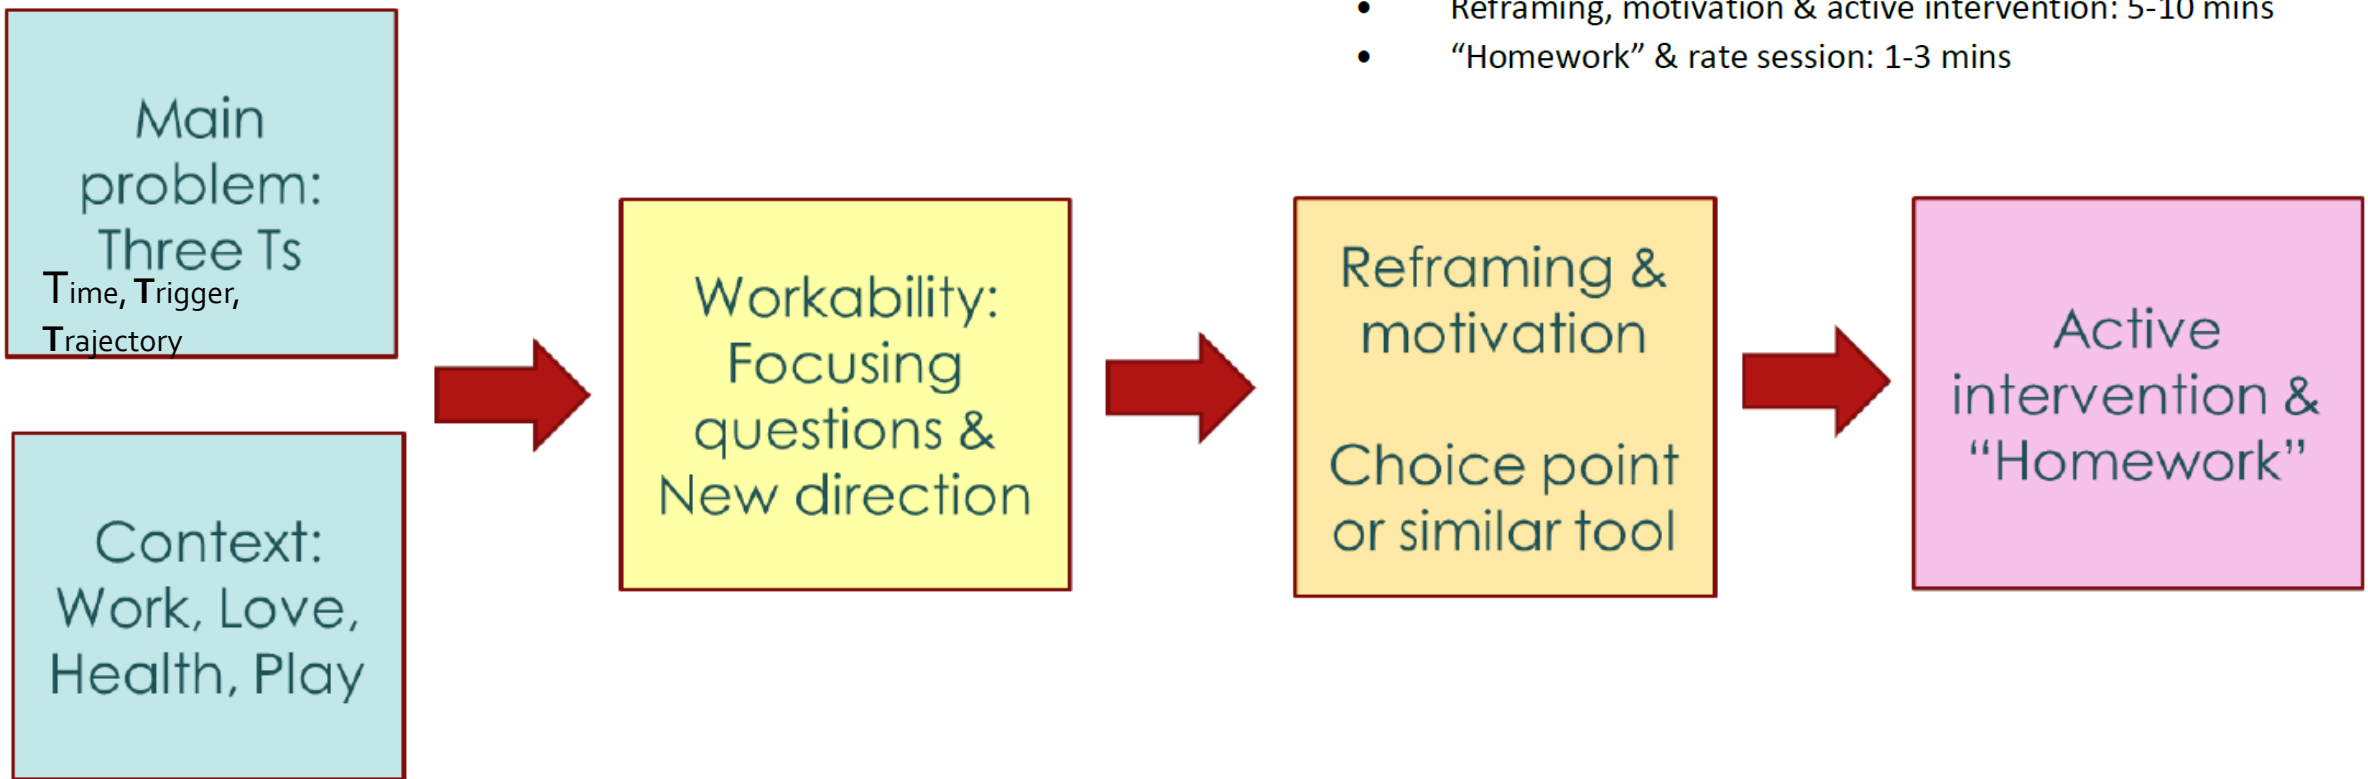 • Reframing, motivation & active intervention: 5-10 mins
• “Homework” & rate session: 1-3 mins
Main
problem:
Three Ts
Time, Trigger,
Trajectory
Context:
Work, Love,
Health, Play
Workability:
Focusing
questions &
New direction
Reframing &
motivation
Choice point
or similar tool
Active
intervention &
“Homework”